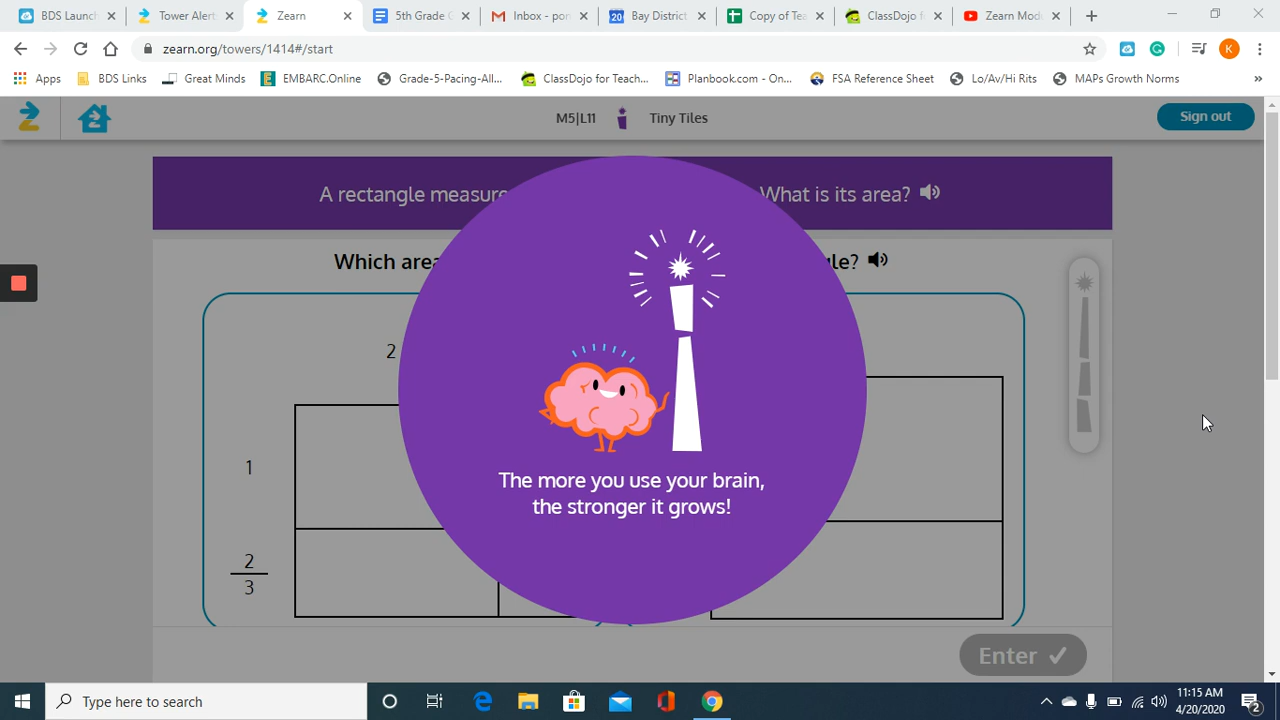 BDS Launch
Tower Alert
Zearn
5th Grade
Inbox - por
Bay District
Copy of Tea
ClassDojo f
Zearn Modu
zearn.org/towers/1414#/start
K
Apps
BDS Links
Great Minds
EMBARC.Online
Grade-5-Pacing-All...
ClassDojo for Teach...
Planbook.com - On...
FSA Reference Sheet
Lo/Av/Hi Rits
MAPs Growth Norms
M5|L11
Tiny Tiles
Sign out
A rectangle measure
What is its area?
Which area
gle?
2
1
2
3
The more you use your brain,
the stronger it grows!
Enter
Type here to search
11:15 AM
4/20/2020
2